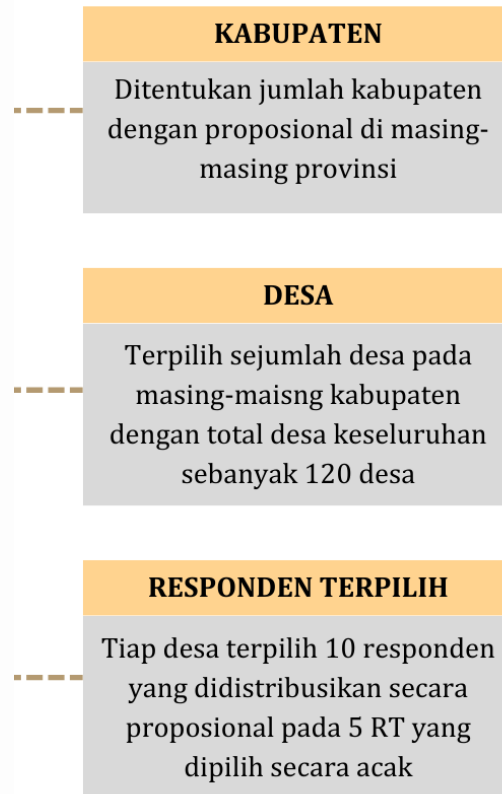 KABUPATEN
Ditentukan jumlah kabupaten
dengan proposional di masing-
masing provinsi
DESA
Terpilih sejumlah desa pada
masing-maisng kabupaten
dengan total desa keseluruhan
sebanyak 120 desa
RESPONDEN TERPILIH
Tiap desa terpilih 10 responden
yang didistribusikan secara
proposional pada 5 RT yang
dipilih secara acak